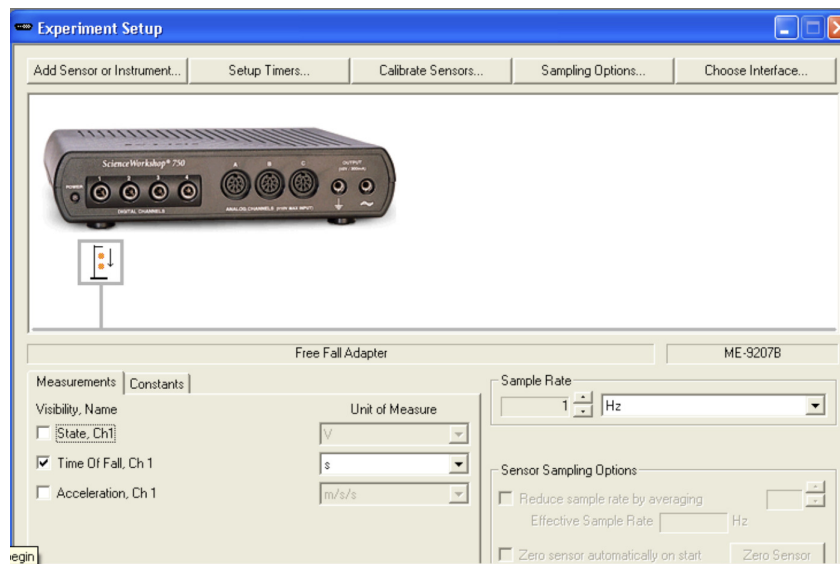 Experiment Setup
Add Sensor or Instrument...
Setup Timers...
Calibrate Sensors...
Sampling Options...
Choose Interface...
ScienceWorkshop® 750
1 2 3 4
A B C
OUTPUT
POWER
DIGITAL CHANNELS
ANALOG CHANNELS (±10V MAX INPUT)
Free Fall Adapter
ME-9207B
Measurements
Constants
Visibility, Name
Unit of Measure
State, Ch1
V
Time Of Fall, Ch 1
s
Acceleration, Ch 1
m/s/s
Sample Rate
1
Hz
Sensor Sampling Options
Reduce sample rate by averaging
Effective Sample Rate
Hz
Zero sensor automatically on start
Zero Sensor
egin